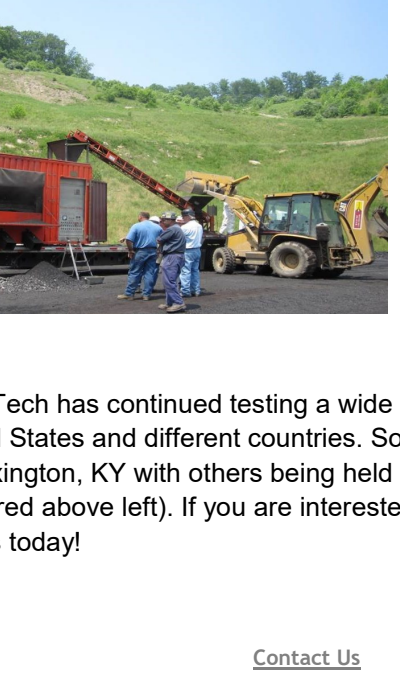 Tech has continued testing a wide
States and different countries. So
ington, KY with others being held
red above left). If you are intereste
today!
Contact Us